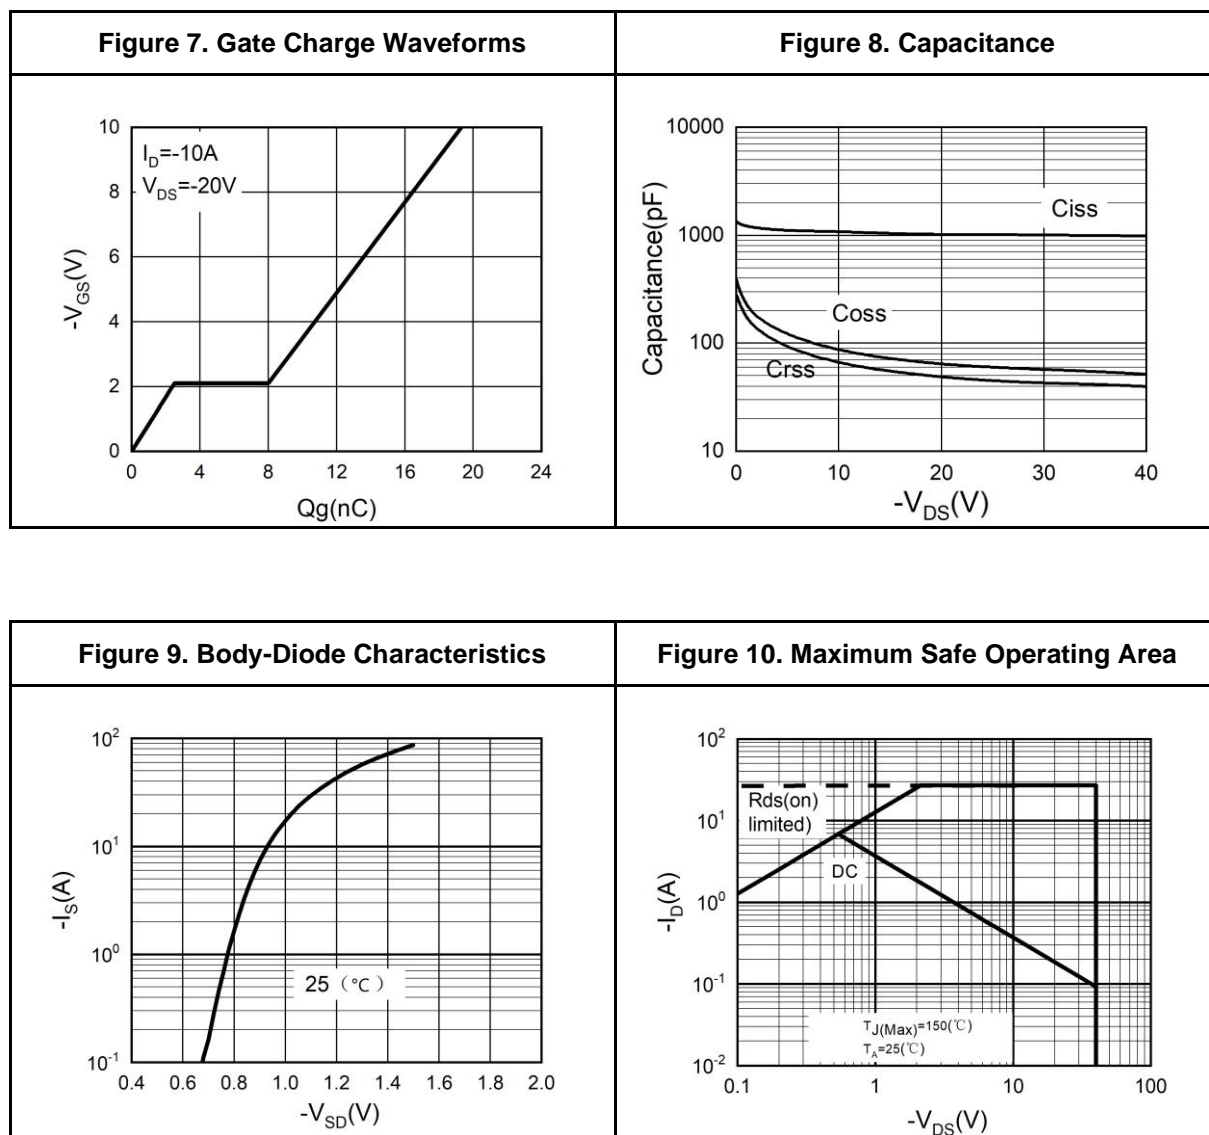 Figure 7. Gate Charge Waveforms
Figure 8. Capacitance
10
8
6
4
2
0
I_D=-10A
V_DS=-20V
-V_GS(V)
0 4 8 12 16 20 24
Qg(nC)
10000
1000
100
10
Capacitance(pF)
Ciss
Coss
Crss
0 10 20 30 40
-V_DS(V)
Figure 9. Body-Diode Characteristics
Figure 10. Maximum Safe Operating Area
10^2
10^1
10^0
10^-1
-I_S(A)
25（℃）
0.4 0.6 0.8 1.0 1.2 1.4 1.6 1.8 2.0
-V_SD(V)
10^2
10^1
10^0
10^-1
10^-2
-I_D(A)
Rds(on)
limited)
DC
T_J(Max)=150(℃)
T_A=25(℃)
0.1 1 10 100
-V_DS(V)